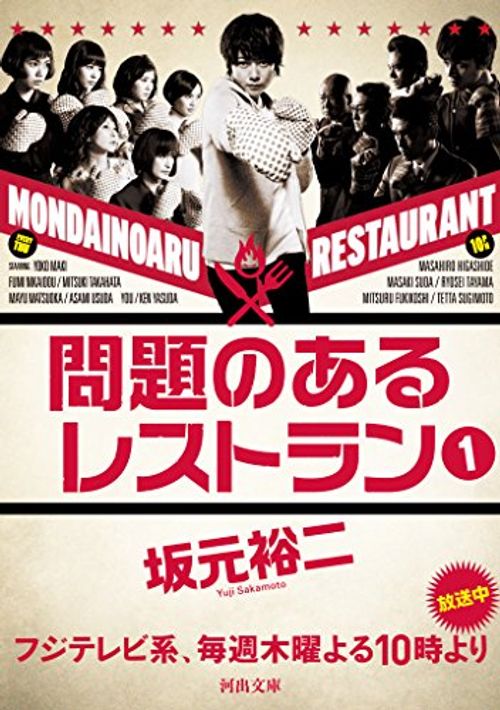 MONDAINOARU
RESTAURANT
EVERY
THU
10PM
STARRING YOKO MAKI
FUMI NIKAIDOU / MITSUKI TAKAHATA
MAYU MATSUOKA / ASAMI USUDA YOU / KEN YASUDA
MASAHIRO HIGASHIDE
MASAKI SUDA / RYOSEI TAYAMA
MITSURU FUKIKOSHI / TETTA SUGIMOTO
問題のある
レストラン1
坂元裕二
Yuji Sakamoto
放送中
フジテレビ系、毎週木曜よる10時より
河出文庫